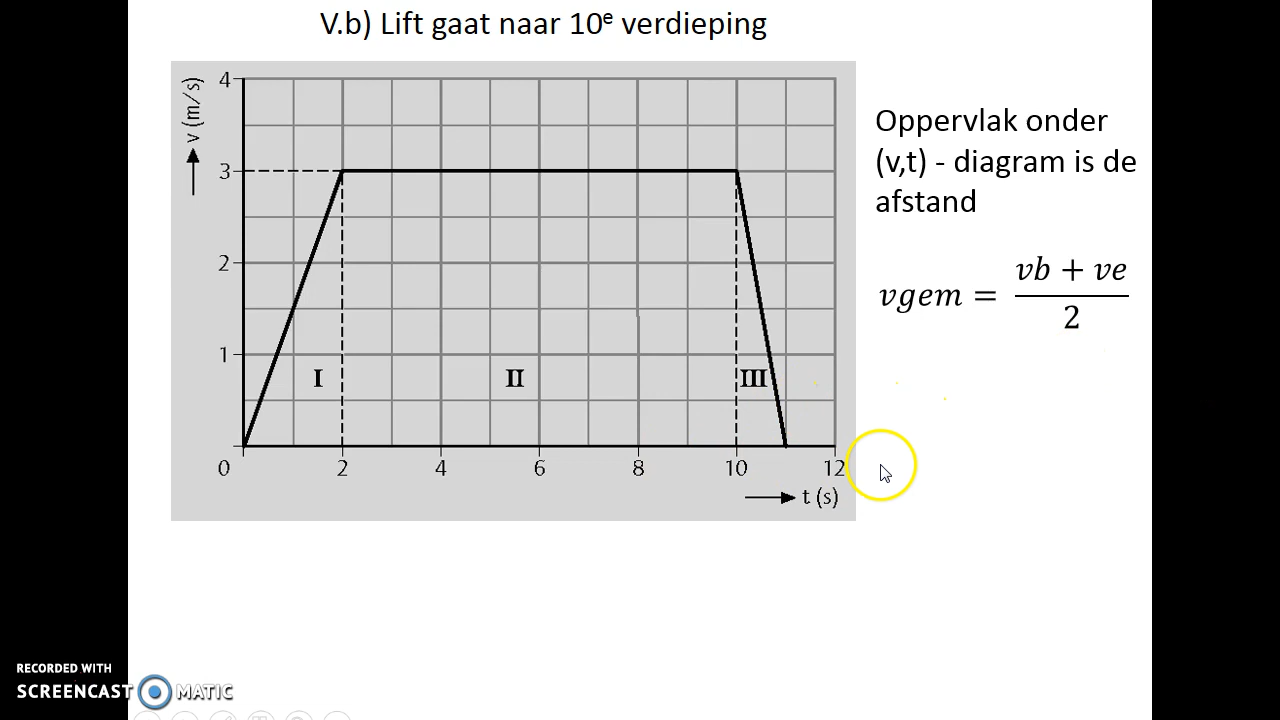 V.b) Lift gaat naar 10ᵉ verdieping
v (m/s)
4
3
2
1
0
I
II
III
2
4
6
8
10
12
t (s)
Oppervlak onder
(v,t) - diagram is de
afstand
vgem = (vb + ve)/2
RECORDED WITH
SCREENCAST MATIC